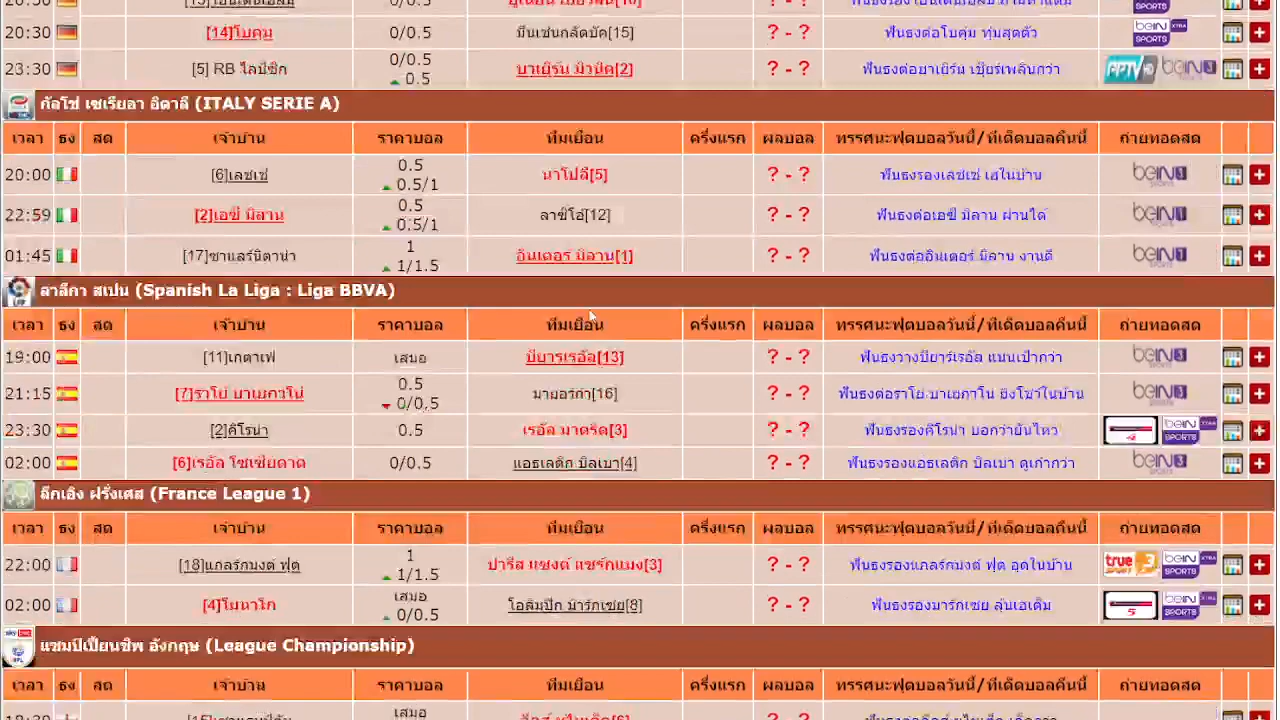 20:30 [14]โบคุม 0/0.5 มึนเช่นกลัดบัค[15] ? - ? ฟันธงต่อโบคุม ทุ่มสุดตัว beIN SPORTS XTRA
23:30 [5] RB ไลป์ซิก 0/0.5 0.5 บาเยิร์น มิวนิค[2] ? - ? ฟันธงต่อบาเยิร์น เชียร์เพลินกว่า PPTV HD beIN 3
กัลโช่ เซเรียอา อิตาลี (ITALY SERIE A)
เวลา ธง สด เจ้าบ้าน ราคาบอล ทีมเยือน ครึ่งแรก ผลบอล ทรรศนะฟุตบอลวันนี้/ทีเด็ดบอลคืนนี้ ถ่ายทอดสด
20:00 [6]เลชเช่ 0.5 0.5/1 นาโปลี[5] ? - ? ฟันธงรองเลชเช่ เฮในบ้าน beIN SPORTS
22:59 [2]เอซี มิลาน 0.5 0.5/1 ลาซิโอ[12] ? - ? ฟันธงต่อเอซี มิลาน ผ่านได้ beIN SPORTS
01:45 [17]ซาแลร์นิตาน่า 1 1/1.5 อินเตอร์ มิลาน[1] ? - ? ฟันธงต่ออินเตอร์ มิลาน งานดี beIN SPORTS
ลาลีกา สเปน (Spanish La Liga : Liga BBVA)
เวลา ธง สด เจ้าบ้าน ราคาบอล ทีมเยือน ครึ่งแรก ผลบอล ทรรศนะฟุตบอลวันนี้/ทีเด็ดบอลคืนนี้ ถ่ายทอดสด
19:00 [11]เกตาเฟ่ เสมอ บียาร์เรอัล[13] ? - ? ฟันธงวางบียาร์เรอัล แม่นเป้ากว่า beIN 3 SPORTS
21:15 [7]ราโย บาเยกาโน่ 0.5 0/0.5 มายอร์ก้า[16] ? - ? ฟันธงต่อราโย บาเยกาโน่ ยิงโชว์ในบ้าน beIN 3 SPORTS
23:30 [2]คิโรน่า 0.5 เรอัล มาดริด[3] ? - ? ฟันธงรองคิโรน่า บอกว่ายันไหว 4 beIN SPORTS XTRA
02:00 [6]เรอัล โซเซียดาด 0/0.5 แอธเลติก บิลเบา[4] ? - ? ฟันธงรองแอธเลติก บิลเบา ดูเก๋ากว่า beIN 3 SPORTS
ลีกเอิง ฝรั่งเศส (France League 1)
เวลา ธง สด เจ้าบ้าน ราคาบอล ทีมเยือน ครึ่งแรก ผลบอล ทรรศนะฟุตบอลวันนี้/ทีเด็ดบอลคืนนี้ ถ่ายทอดสด
22:00 [18]แกลร์กมงต์ ฟุต 1 1/1.5 ปารีส แซงต์ แชร์กแมง[3] ? - ? ฟันธงรองแกลร์กมงต์ ฟุต อุดในบ้าน true sport beIN SPORTS XTRA
02:00 [4]โมนาโก เสมอ 0/0.5 โอลิมปิก มาร์กเซย[8] ? - ? ฟันธงรองมาร์กเซย ลุ้นเฮเต็ม 5 beIN SPORTS XTRA
แชมป์เปี้ยนชิพ อังกฤษ (League Championship)
เวลา ธง สด เจ้าบ้าน ราคาบอล ทีมเยือน ครึ่งแรก ผลบอล ทรรศนะฟุตบอลวันนี้/ทีเด็ดบอลคืนนี้ ถ่ายทอดสด
เสมอ